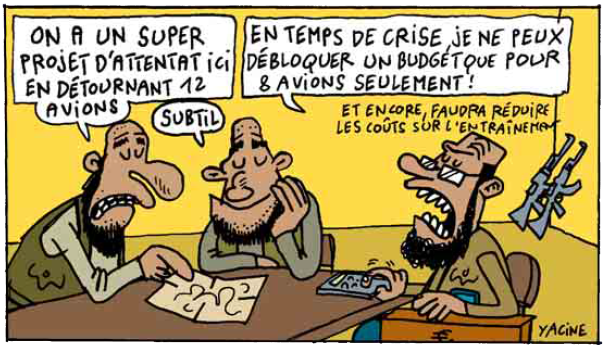 ON A UN SUPER
PROJET D'ATTENTAT ICI
EN DÉTOURNANT 12
AVIONS
SUBTIL
EN TEMPS DE CRISE, JE NE PEUX
DÉBLOQUER UN BUDGET QUE POUR
8 AVIONS SEULEMENT !
ET ENCORE, FAUDRA RÉDUIRE
LES COÛTS SUR L'ENTRAÎNEMENT
YACINE